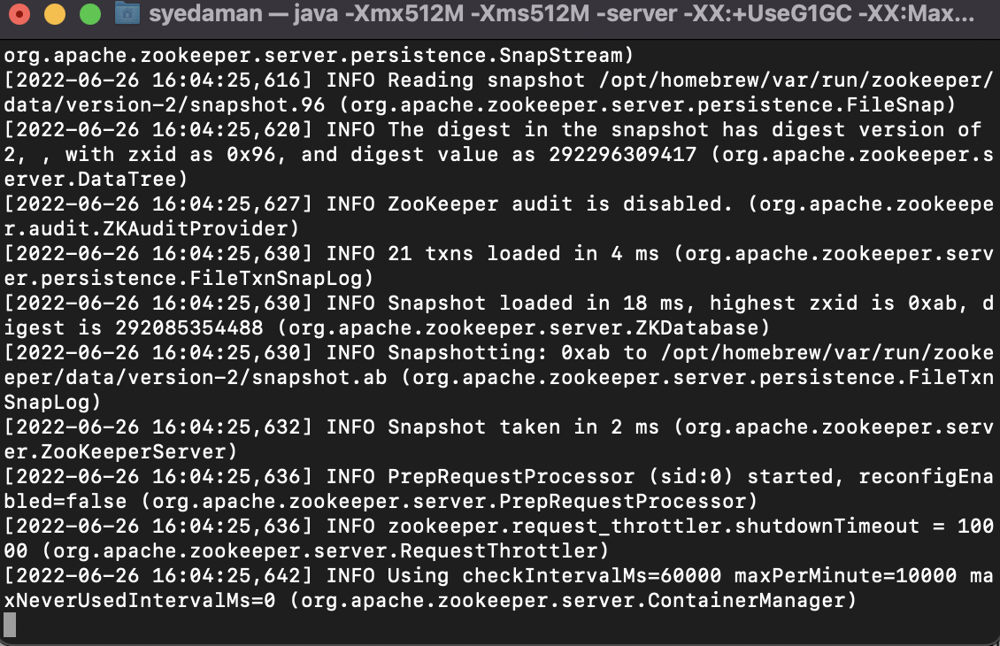 syedaman — java -Xmx512M -Xms512M -server -XX:+UseG1GC -XX:Max...
org.apache.zookeeper.server.persistence.SnapStream)
[2022-06-26 16:04:25,616] INFO Reading snapshot /opt/homebrew/var/run/zookeeper/
data/version-2/snapshot.96 (org.apache.zookeeper.server.persistence.FileSnap)
[2022-06-26 16:04:25,620] INFO The digest in the snapshot has digest version of
2, , with zxid as 0x96, and digest value as 292296309417 (org.apache.zookeeper.s
erver.DataTree)
[2022-06-26 16:04:25,627] INFO ZooKeeper audit is disabled. (org.apache.zookeepe
r.audit.ZKAuditProvider)
[2022-06-26 16:04:25,630] INFO 21 txns loaded in 4 ms (org.apache.zookeeper.serv
er.persistence.FileTxnSnapLog)
[2022-06-26 16:04:25,630] INFO Snapshot loaded in 18 ms, highest zxid is 0xab, d
igest is 292085354488 (org.apache.zookeeper.server.ZKDatabase)
[2022-06-26 16:04:25,630] INFO Snapshotting: 0xab to /opt/homebrew/var/run/zooke
eper/data/version-2/snapshot.ab (org.apache.zookeeper.server.persistence.FileTxn
SnapLog)
[2022-06-26 16:04:25,632] INFO Snapshot taken in 2 ms (org.apache.zookeeper.serv
er.ZooKeeperServer)
[2022-06-26 16:04:25,636] INFO PrepRequestProcessor (sid:0) started, reconfigEna
bled=false (org.apache.zookeeper.server.PrepRequestProcessor)
[2022-06-26 16:04:25,636] INFO zookeeper.request_throttler.shutdownTimeout = 100
00 (org.apache.zookeeper.server.RequestThrottler)
[2022-06-26 16:04:25,642] INFO Using checkIntervalMs=60000 maxPerMinute=10000 ma
xNeverUsedIntervalMs=0 (org.apache.zookeeper.server.ContainerManager)